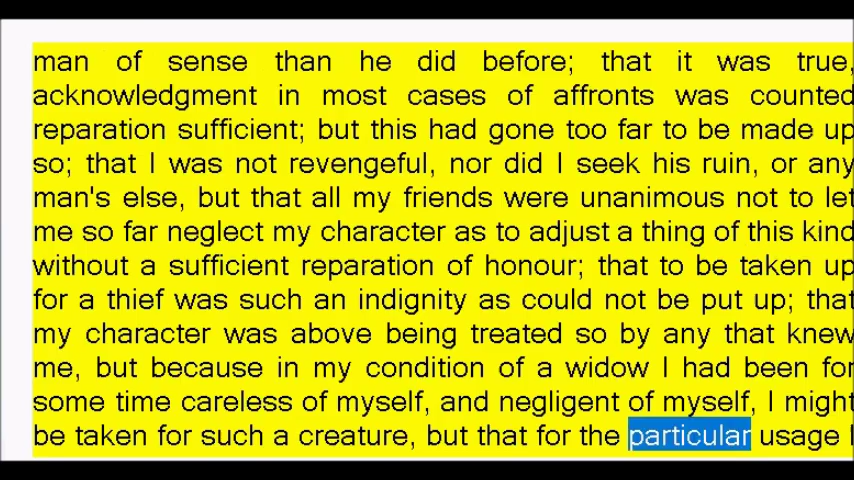 man of sense than he did before; that it was true,
acknowledgment in most cases of affronts was counted
reparation sufficient; but this had gone too far to be made up
so; that I was not revengeful, nor did I seek his ruin, or any
man's else, but that all my friends were unanimous not to let
me so far neglect my character as to adjust a thing of this kind
without a sufficient reparation of honour; that to be taken up
for a thief was such an indignity as could not be put up; that
my character was above being treated so by any that knew
me, but because in my condition of a widow I had been for
some time careless of myself, and negligent of myself, I might
be taken for such a creature, but that for the particular usage I